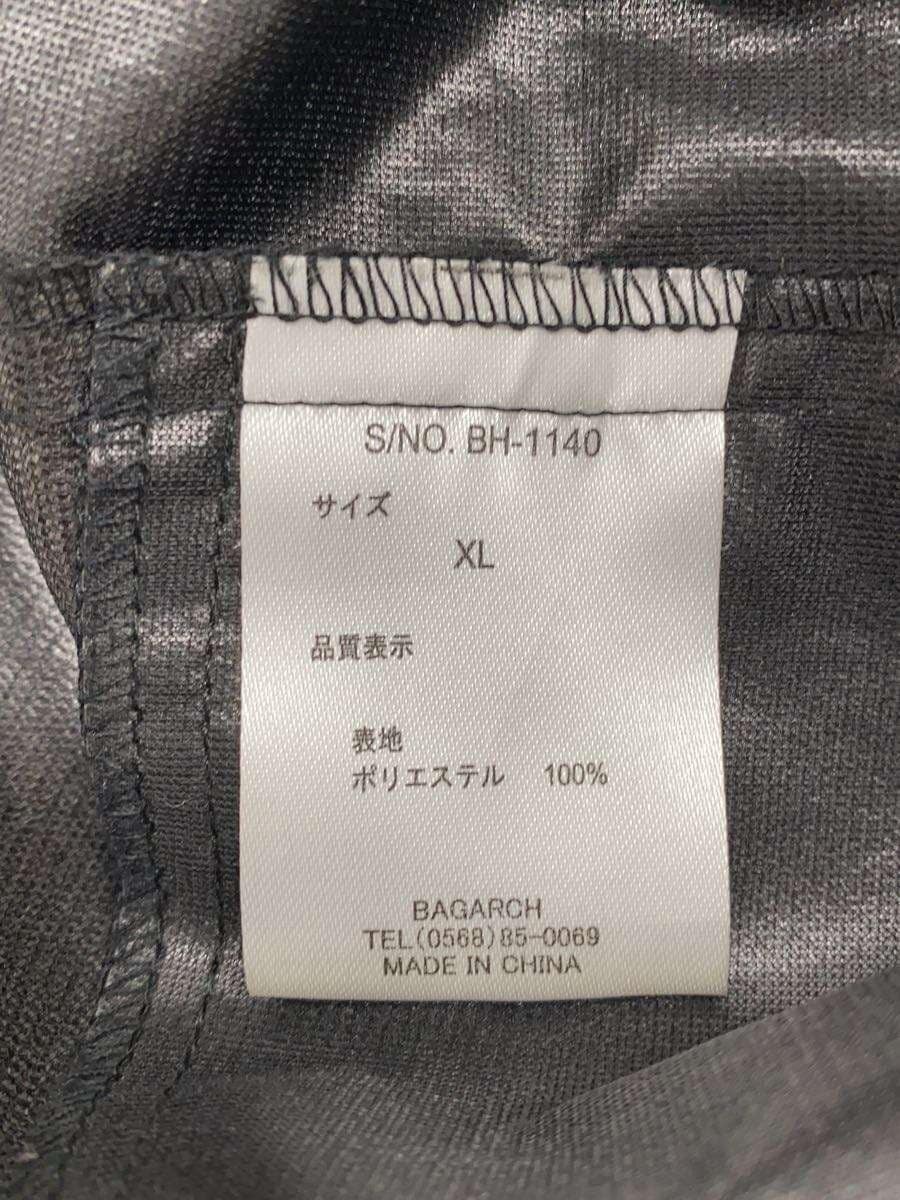 S/NO. BH-1140
サイズ
XL
品質表示
表地
ポリエステル 100%
BAGARCH
TEL(0568)85-0069
MADE IN CHINA